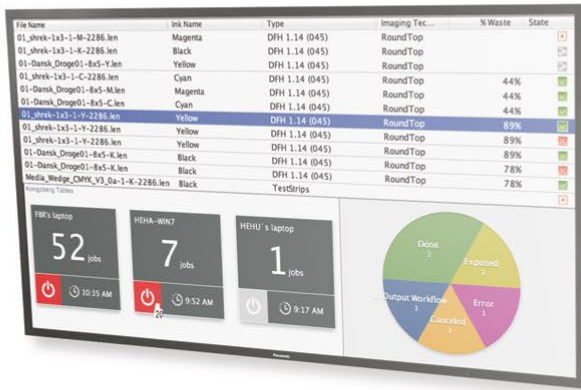 File Name Ink Name Type Imaging Tec... % Waste State
01_shrek-1x3-1-M-2286.len Magenta DFH 1.14 (045) RoundTop
01_shrek-1x3-1-K-2286.len Black DFH 1.14 (045) RoundTop
01-Dansk_Droge01-8x5-Y.len Yellow DFH 1.14 (045) RoundTop
01_shrek-1x3-1-C-2286.len Cyan DFH 1.14 (045) RoundTop 44%
01-Dansk_Droge01-8x5-M.len Magenta DFH 1.14 (045) RoundTop 44%
01-Dansk_Droge01-8x5-C.len Cyan DFH 1.14 (045) RoundTop 44%
01_shrek-1x3-1-Y-2286.len Yellow DFH 1.14 (045) RoundTop 89%
01_shrek-1x3-1-Y-2286.len Yellow DFH 1.14 (045) RoundTop 89%
01_shrek-1x3-1-Y-2286.len Yellow DFH 1.14 (045) RoundTop 89%
01-Dansk_Droge01-8x5-K.len Black DFH 1.14 (045) RoundTop 78%
01-Dansk_Droge01-8x5-K.len Black DFH 1.14 (045) RoundTop 78%
Media_Wedge_CMYK_V3_0a-1-K-2286.len Black TestStrips
Kongsberg Tables
FBR's laptop
52 jobs
10:35 AM
HEHA-WIN7
7 jobs
9:52 AM
20
HEHU´s laptop
1 jobs
9:17 AM
Done
2
Exposed
3
Output Workflow
1
Error
1
Canceled
1
Panasonic